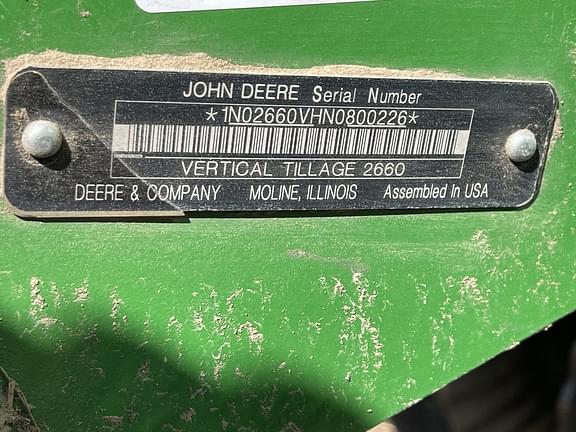 JOHN DEERE Serial Number
*1N02660VHN0800226*
VERTICAL TILLAGE 2660
DEERE & COMPANY MOLINE, ILLINOIS Assembled In USA